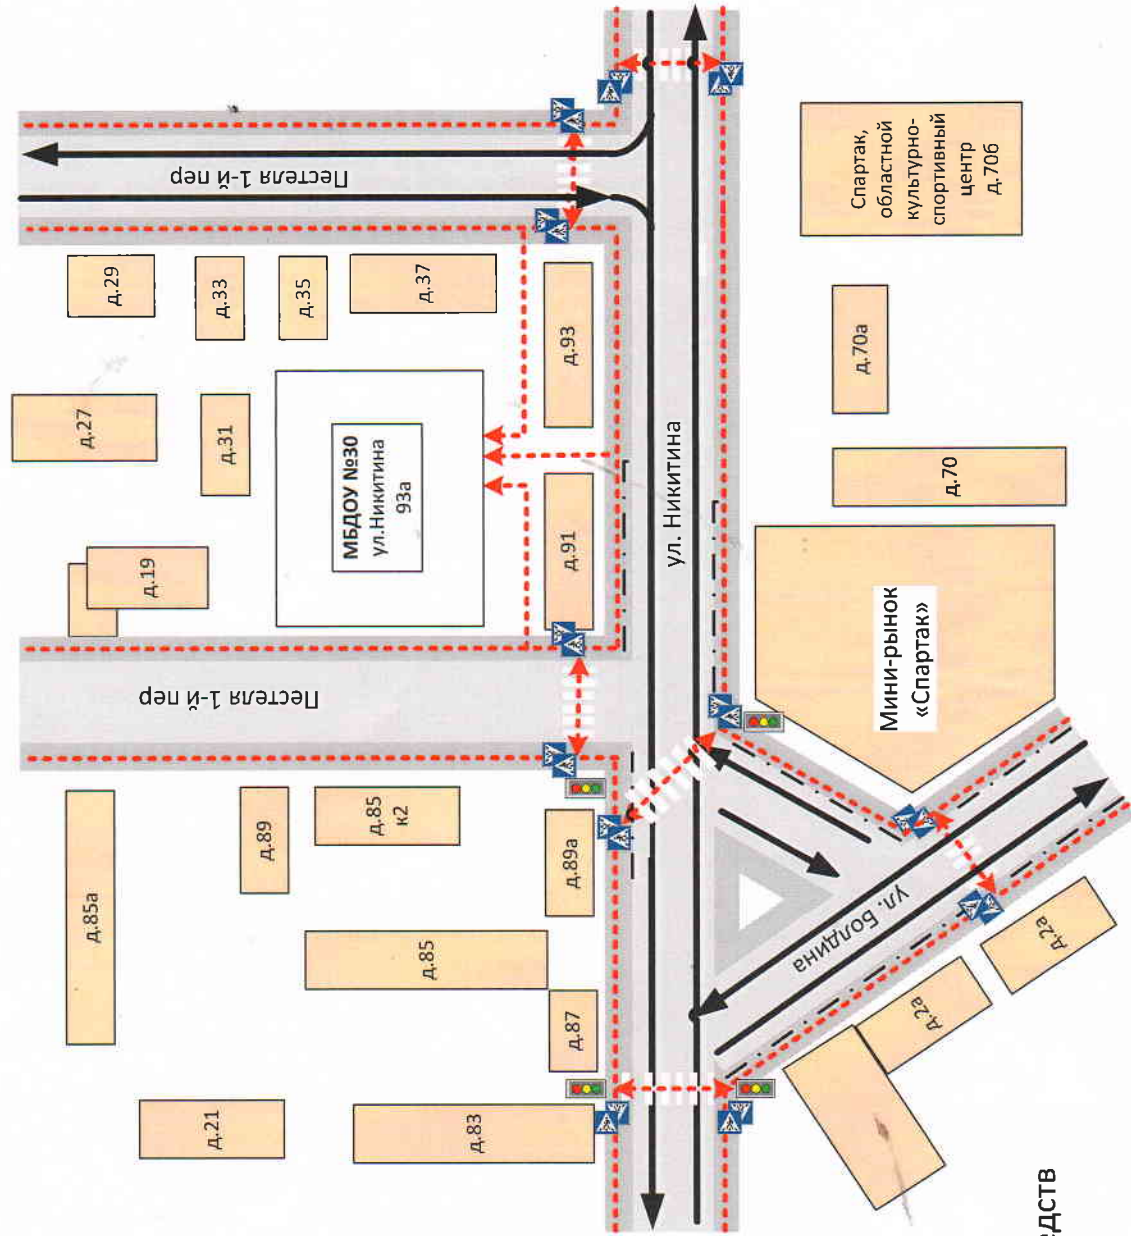 Пестеля 1-й пер
Спартак,
областной
культурно-
спортивный
центр
д.70б
д.29
д.33
д.35
д.37
д.93
д.70а
д.27
д.31
МБДОУ №30
ул.Никитина
93а
ул. Никитина
д.70
д.19
д.91
Пестеля 1-й пер
Мини-рынок
«Спартак»
д.85а
д.89
д.85
к2
д.89а
д.85
д.87
ул. Болдина
д.2а
д.2а
д.21
д.83